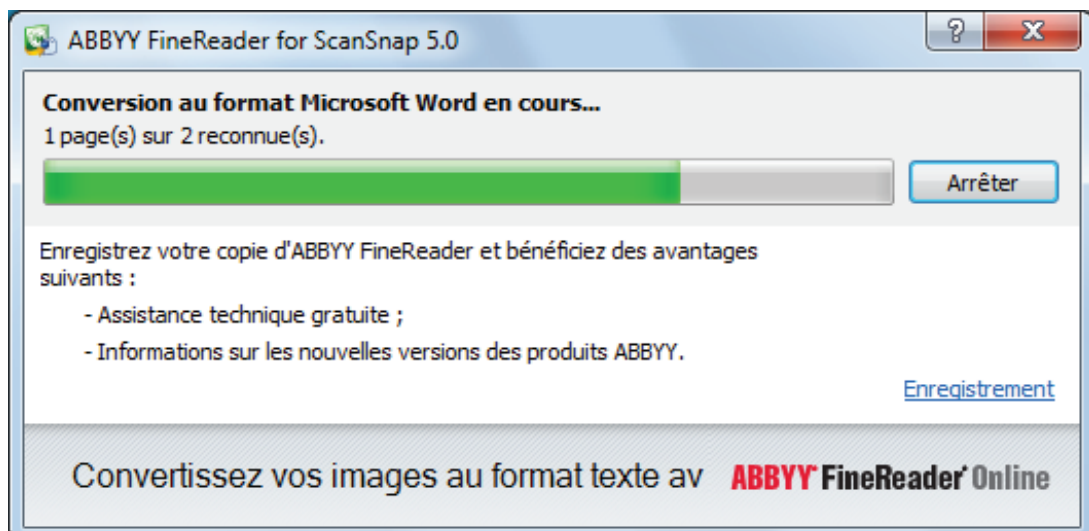 ABBYY FineReader for ScanSnap 5.0
Conversion au format Microsoft Word en cours...
1 page(s) sur 2 reconnue(s).
Arrêter
Enregistrez votre copie d'ABBYY FineReader et bénéficiez des avantages
suivants :
- Assistance technique gratuite ;
- Informations sur les nouvelles versions des produits ABBYY.
Enregistrement
Convertissez vos images au format texte av ABBYY FineReader Online